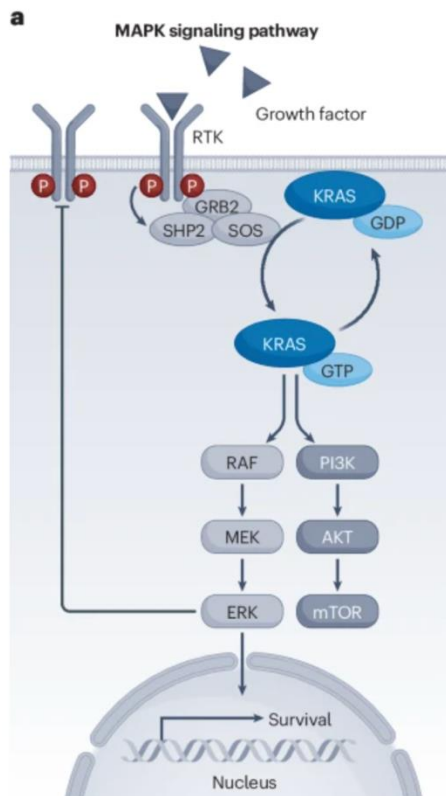 a
MAPK signaling pathway
Growth factor
RTK
P P P P
GRB2
SHP2 SOS
KRAS
GDP
KRAS
GTP
RAF PI3K
MEK AKT
ERK mTOR
Survival
Nucleus